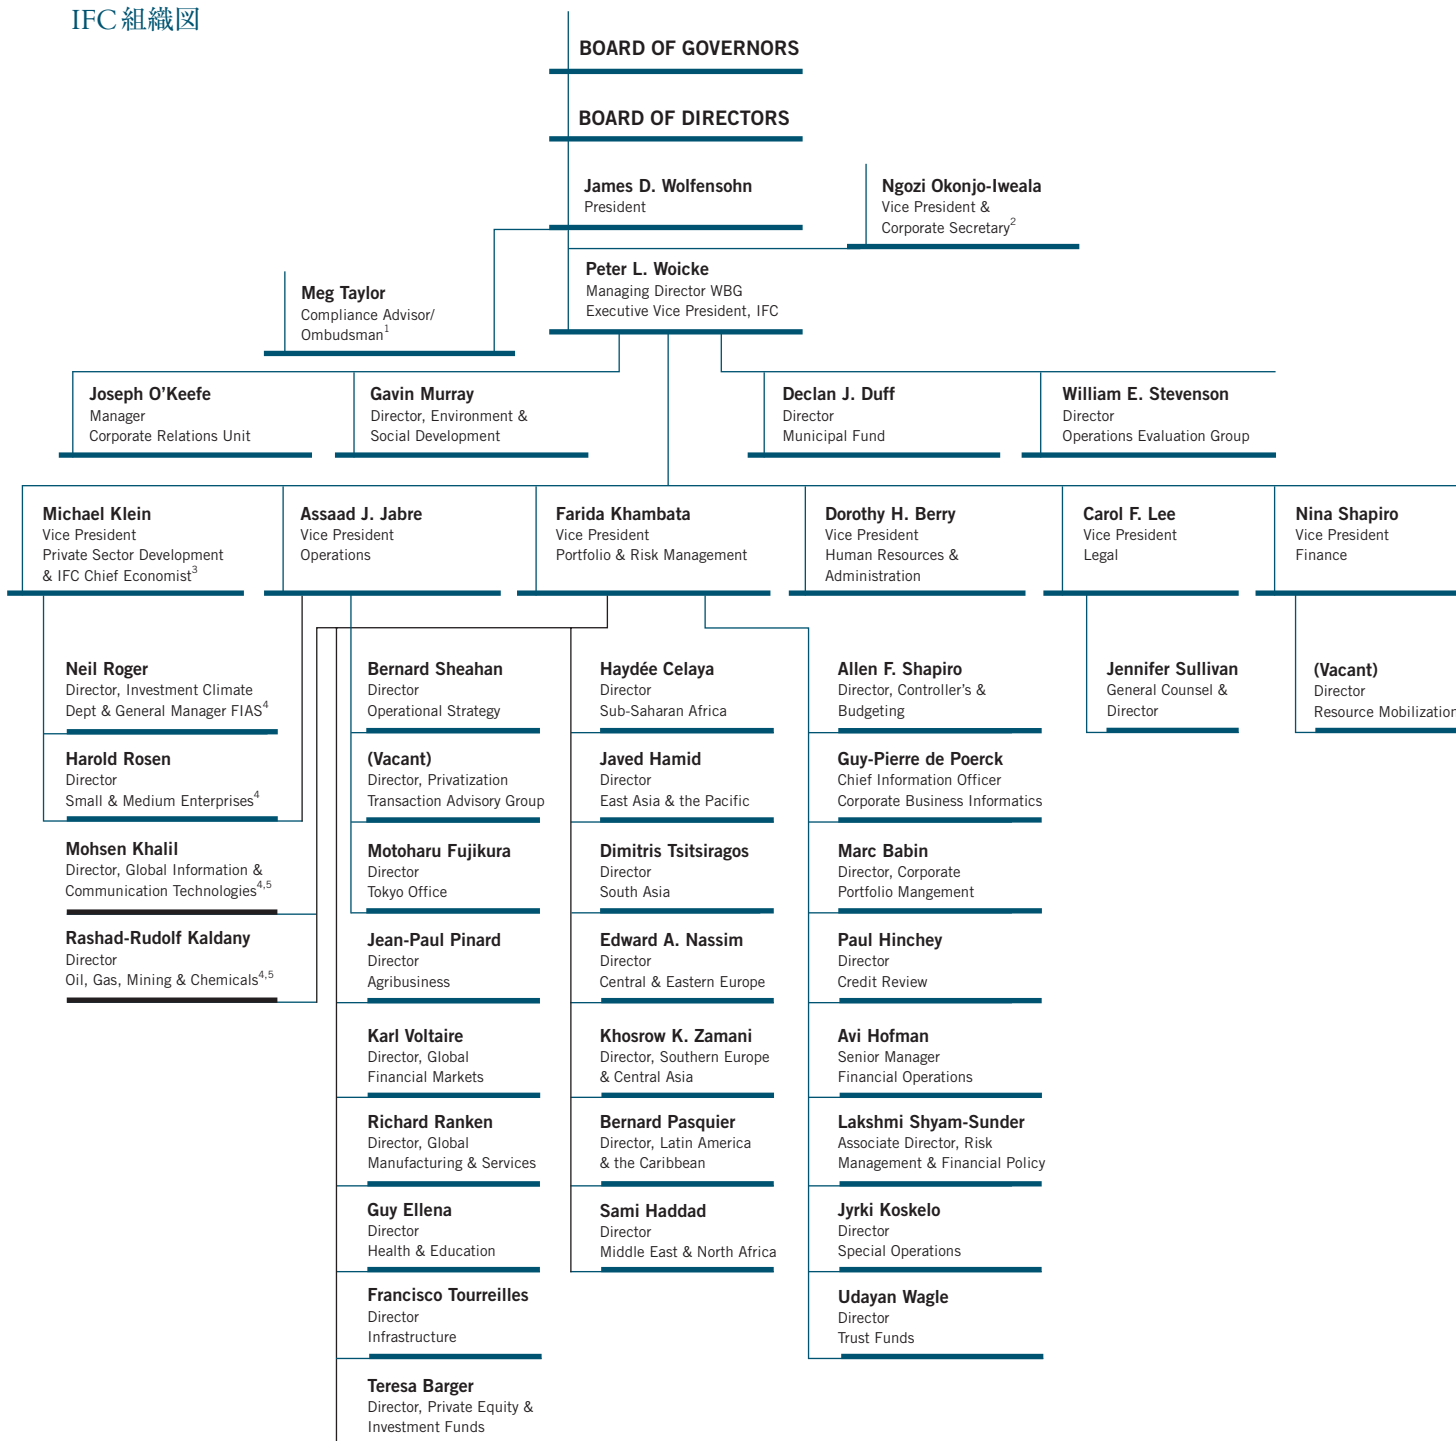 IFC 組織図
BOARD OF GOVERNORS
BOARD OF DIRECTORS
James D. Wolfensohn
President
Ngozi Okonjo-Iweala
Vice President &
Corporate Secretary2
Peter L. Woicke
Managing Director WBG
Executive Vice President, IFC
Meg Taylor
Compliance Advisor/
Ombudsman1
Joseph O'Keefe
Manager
Corporate Relations Unit
Gavin Murray
Director, Environment &
Social Development
Declan J. Duff
Director
Municipal Fund
William E. Stevenson
Director
Operations Evaluation Group
Michael Klein
Vice President
Private Sector Development
& IFC Chief Economist3
Assaad J. Jabre
Vice President
Operations
Farida Khambata
Vice President
Portfolio & Risk Management
Dorothy H. Berry
Vice President
Human Resources &
Administration
Carol F. Lee
Vice President
Legal
Nina Shapiro
Vice President
Finance
Neil Roger
Director, Investment Climate
Dept & General Manager FIAS4
Harold Rosen
Director
Small & Medium Enterprises4
Mohsen Khalil
Director, Global Information &
Communication Technologies4,5
Rashad-Rudolf Kaldany
Director
Oil, Gas, Mining & Chemicals4,5
Bernard Sheahan
Director
Operational Strategy
(Vacant)
Director, Privatization
Transaction Advisory Group
Motoharu Fujikura
Director
Tokyo Office
Jean-Paul Pinard
Director
Agribusiness
Karl Voltaire
Director, Global
Financial Markets
Richard Ranken
Director, Global
Manufacturing & Services
Guy Ellena
Director
Health & Education
Francisco Tourreilles
Director
Infrastructure
Teresa Barger
Director, Private Equity &
Investment Funds
Haydée Celaya
Director
Sub-Saharan Africa
Javed Hamid
Director
East Asia & the Pacific
Dimitris Tsitsiragos
Director
South Asia
Edward A. Nassim
Director
Central & Eastern Europe
Khosrow K. Zamani
Director, Southern Europe
& Central Asia
Bernard Pasquier
Director, Latin America
& the Caribbean
Sami Haddad
Director
Middle East & North Africa
Allen F. Shapiro
Director, Controller's &
Budgeting
Guy-Pierre de Poerck
Chief Information Officer
Corporate Business Informatics
Marc Babin
Director, Corporate
Portfolio Mangement
Paul Hinchey
Director
Credit Review
Avi Hofman
Senior Manager
Financial Operations
Lakshmi Shyam-Sunder
Associate Director, Risk
Management & Financial Policy
Jyrki Koskelo
Director
Special Operations
Udayan Wagle
Director
Trust Funds
Jennifer Sullivan
General Counsel &
Director
(Vacant)
Director
Resource Mobilization